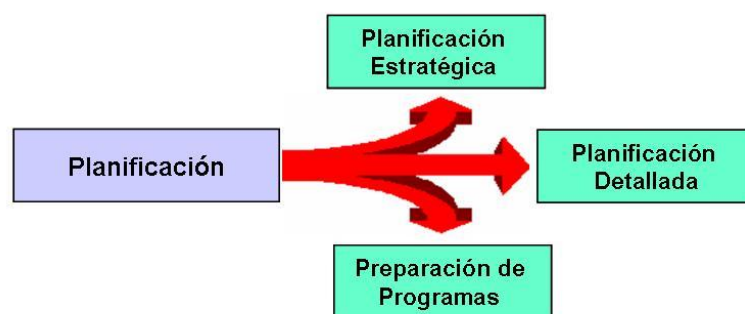 Planificación
Estratégica
Planificación
Planificación
Detallada
Preparación de
Programas